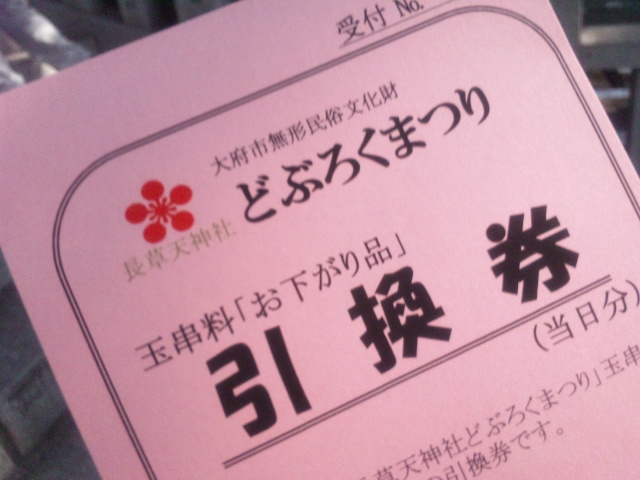 受付 No.
大府市無形民俗文化財
どぶろくまつり
長草天神社
玉串料「お下がり品」
引換券
(当日分)
草天神社どぶろくまつり」玉串
引換券です。